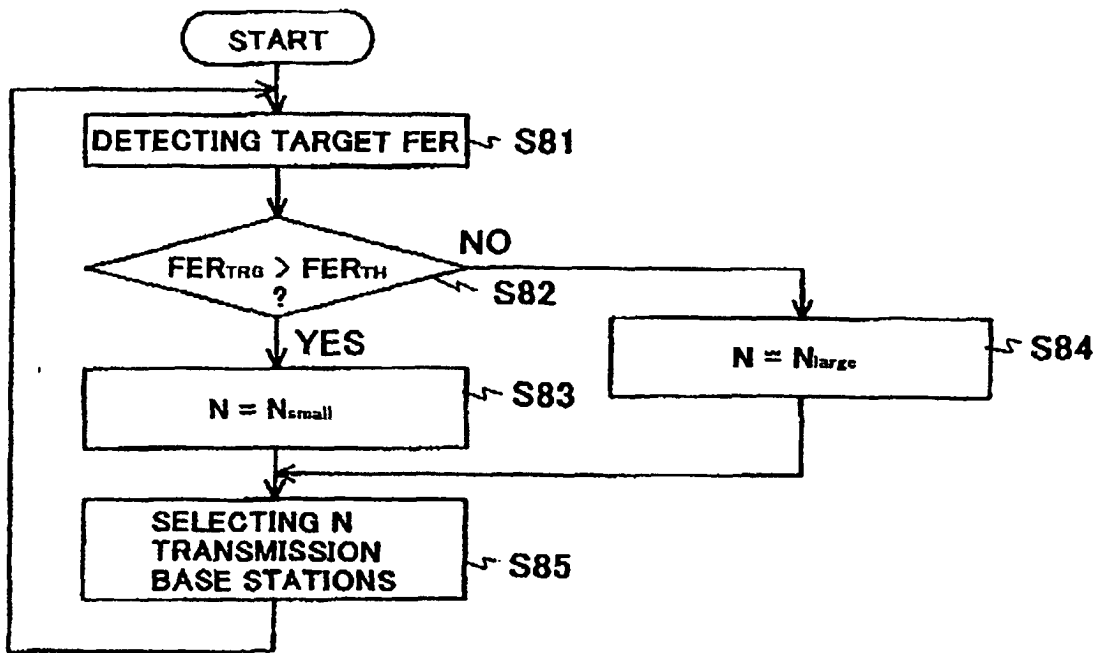 START
DETECTING TARGET FER
S81
FERTRG > FERTH
?
NO
S82
YES
N = Nsmall
S83
N = Nlarge
S84
SELECTING N
TRANSMISSION
BASE STATIONS
S85